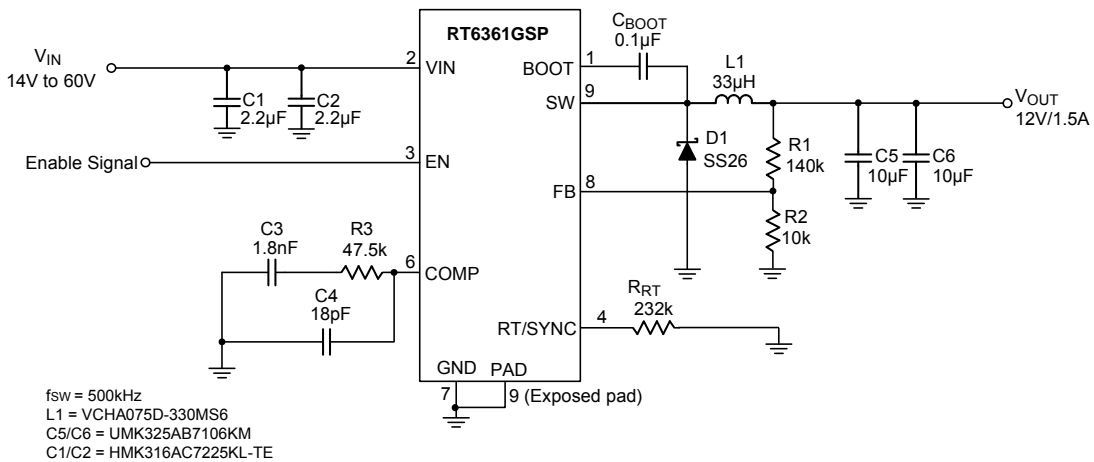 RT6361GSP
VIN
14V to 60V
2
VIN
C1
2.2µF
C2
2.2µF
Enable Signal
3
EN
C3
1.8nF
R3
47.5k
6
COMP
C4
18pF
CBOOT
0.1µF
1
BOOT
9
SW
L1
33µH
VOUT
12V/1.5A
D1
SS26
R1
140k
C5
10µF
C6
10µF
8
FB
R2
10k
RRT
232k
4
RT/SYNC
GND
PAD
7
9 (Exposed pad)
fSW = 500kHz
L1 = VCHA075D-330MS6
C5/C6 = UMK325AB7106KM
C1/C2 = HMK316AC7225KL-TE